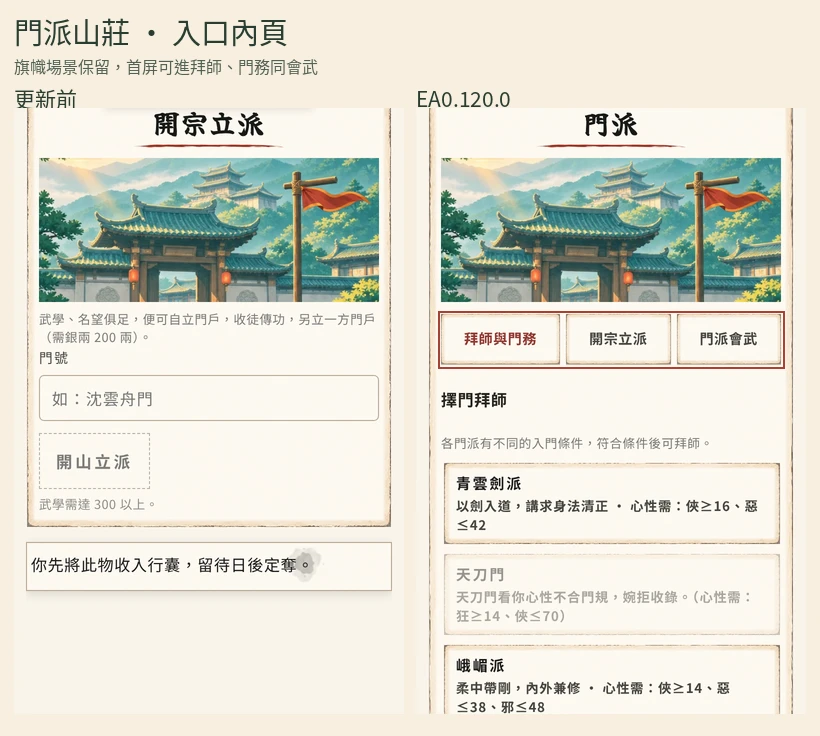 門派山莊 · 入口內頁
旗幟場景保留，首屏可進拜師、門務同會武
更新前
開宗立派
武學、名望俱足，便可自立門戶，收徒傳功，另立一方門戶
（需銀兩 200 兩）。
門號
如：沈雲舟門
開山立派
武學需達 300 以上。
你先將此物收入行囊，留待日後定奪。
EA0.120.0
門派
拜師與門務
開宗立派
門派會武
擇門拜師
各門派有不同的入門條件，符合條件後可拜師。
青雲劍派
以劍入道，講求身法清正 · 心性需：俠≥16、惡
≤42
天刀門
天刀門看你心性不合門規，婉拒收錄。（心性需：
狂≥14、俠≤70）
峨嵋派
柔中帶剛，內外兼修 · 心性需：俠≥14、惡
≤38、邪≤48